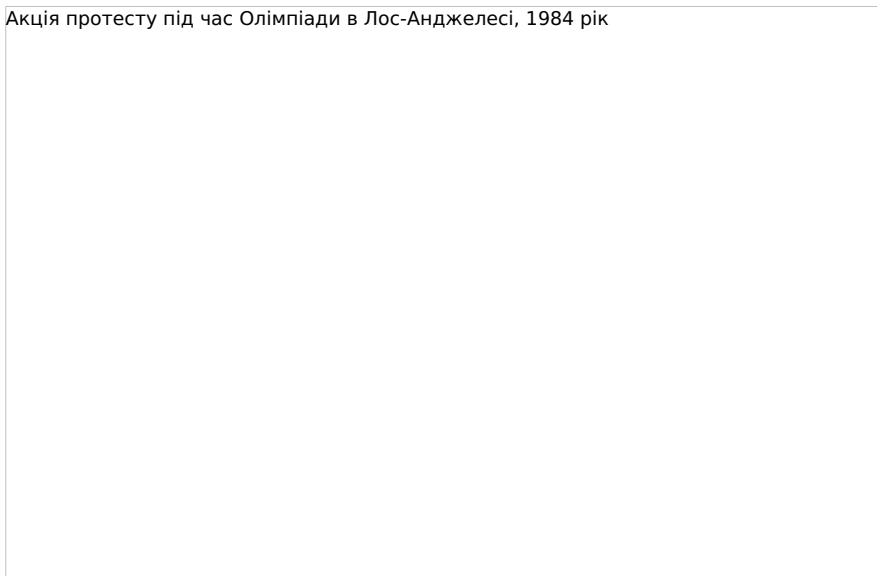 Акція протесту під час Олімпіади в Лос-Анджелесі, 1984 рік